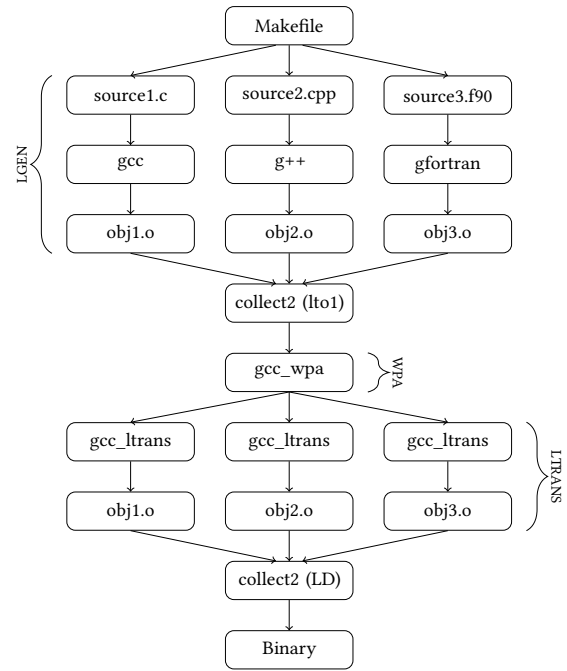 Makefile
source1.c
source2.cpp
source3.f90
LGEN
gcc
g++
gfortran
obj1.o
obj2.o
obj3.o
collect2 (lto1)
gcc_wpa
WPA
gcc_ltrans
gcc_ltrans
gcc_ltrans
LTRANS
obj1.o
obj2.o
obj3.o
collect2 (LD)
Binary